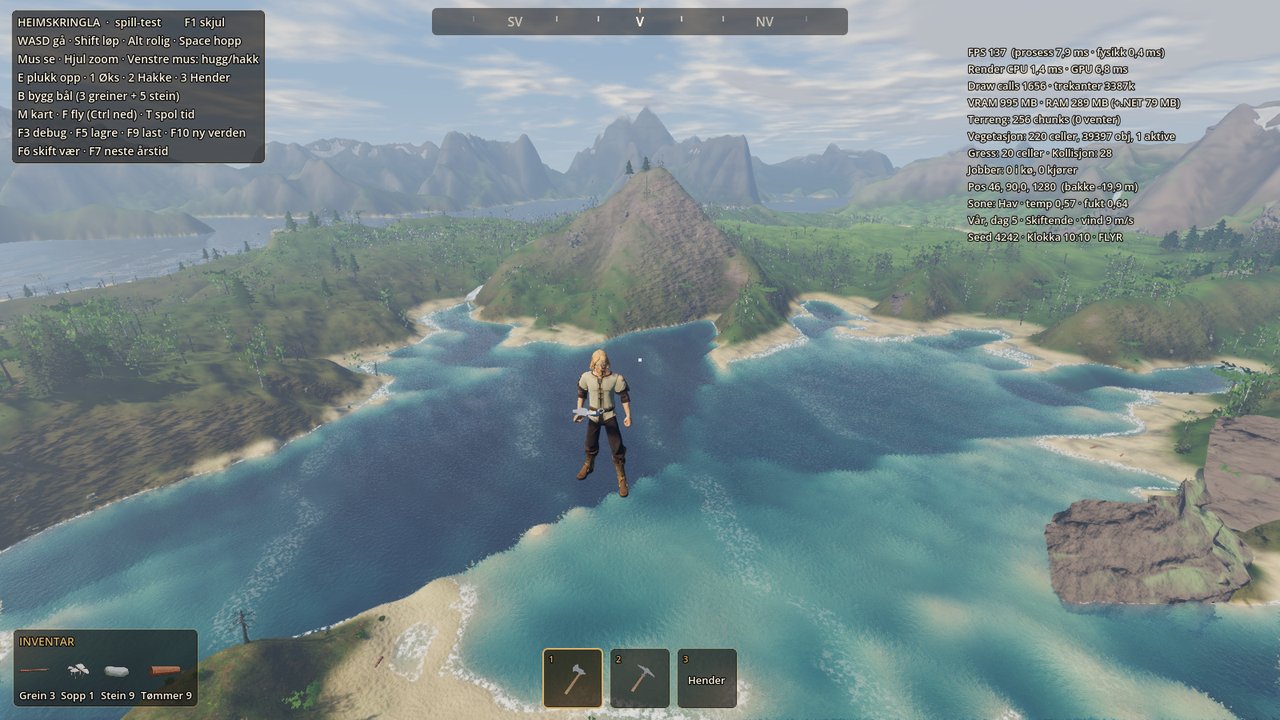 HEIMSKRINGLA · spill-test F1 skjul
WASD gå · Shift løp · Alt rolig · Space hopp
Mus se · Hjul zoom · Venstre mus: hugg/hakk
E plukk opp · 1 Øks · 2 Hakke · 3 Hender
B bygg bål (3 greiner + 5 stein)
M kart · F fly (Ctrl ned) · T spol tid
F3 debug · F5 lagre · F9 last · F10 ny verden
F6 skift vær · F7 neste årstid
SV V NV
FPS 137 (prosess 7,9 ms · fysikk 0,4 ms)
Render CPU 1,4 ms · GPU 6,8 ms
Draw calls 1656 · trekanter 3387k
VRAM 995 MB · RAM 289 MB (+.NET 79 MB)
Terreng: 256 chunks (0 venter)
Vegetasjon: 220 celler, 39397 obj, 1 aktive
Gress: 20 celler · Kollisjon: 28
Jobber: 0 i kø, 0 kjører
Pos 46, 90,0, 1280 (bakke -19,9 m)
Sone: Hav · temp 0,57 · fukt 0,64
Vår, dag 5 · Skiftende · vind 9 m/s
Seed 4242 · Klokka 10:10 · FLYR
INVENTAR
Grein 3 Sopp 1 Stein 9 Tømmer 9
1 2 3
Hender